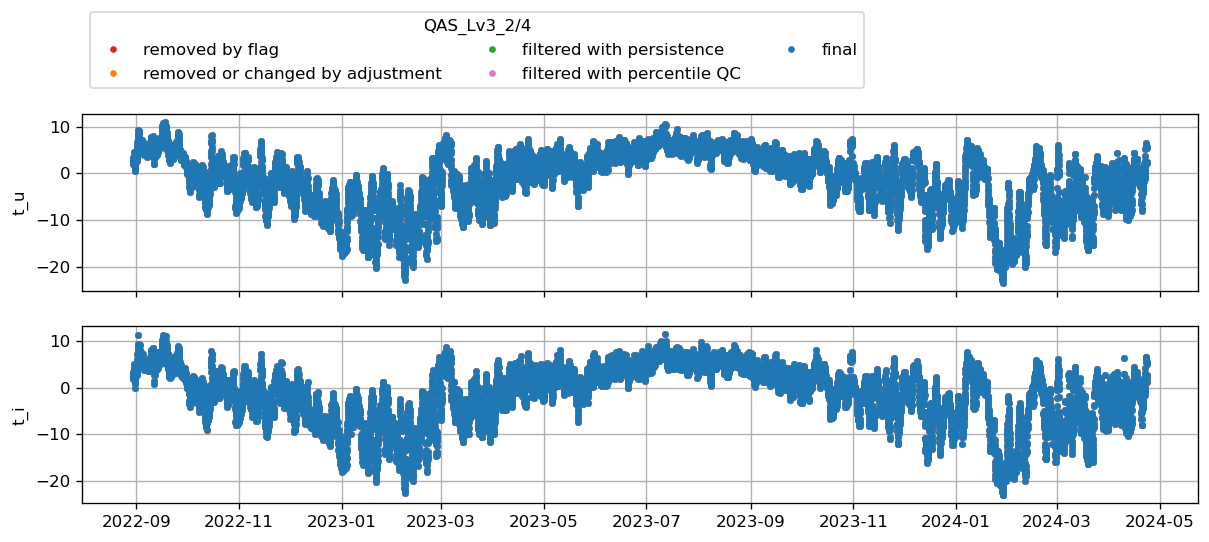 QAS_Lv3_2/4
removed by flag
filtered with persistence
final
removed or changed by adjustment
filtered with percentile QC
10
0
−10
−20
t_u
10
0
−10
−20
t_i
2022-09
2022-11
2023-01
2023-03
2023-05
2023-07
2023-09
2023-11
2024-01
2024-03
2024-05